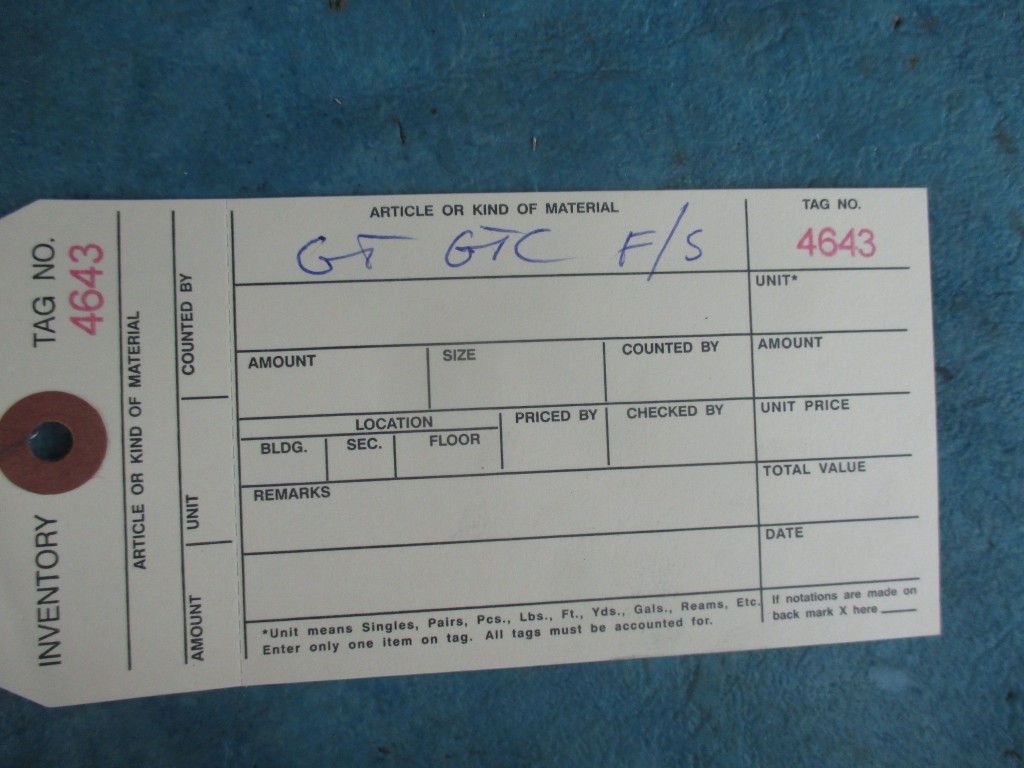 INVENTORY TAG NO.
4643
ARTICLE OR KIND OF MATERIAL
AMOUNT UNIT COUNTED BY
ARTICLE OR KIND OF MATERIAL
GT GTC F/S
TAG NO.
4643
UNIT*
AMOUNT SIZE COUNTED BY
AMOUNT
LOCATION
BLDG. SEC. FLOOR
PRICED BY CHECKED BY
UNIT PRICE
REMARKS
TOTAL VALUE
DATE
*Unit means Singles, Pairs, Pcs., Lbs., Ft., Yds., Gals., Reams, Etc.
Enter only one item on tag. All tags must be accounted for.
If notations are made on
back mark X here